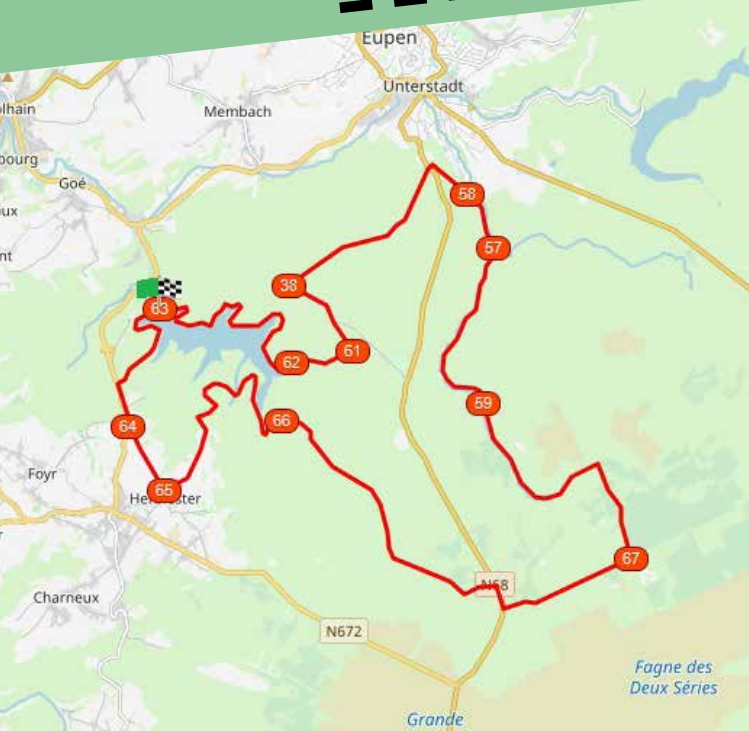 Eupen
Unterstadt
Membach
Goé
58
57
38
63
61
62
59
66
64
65
Foyr
67
N68
Charneux
N672
Fagne des
Deux Séries
Grande